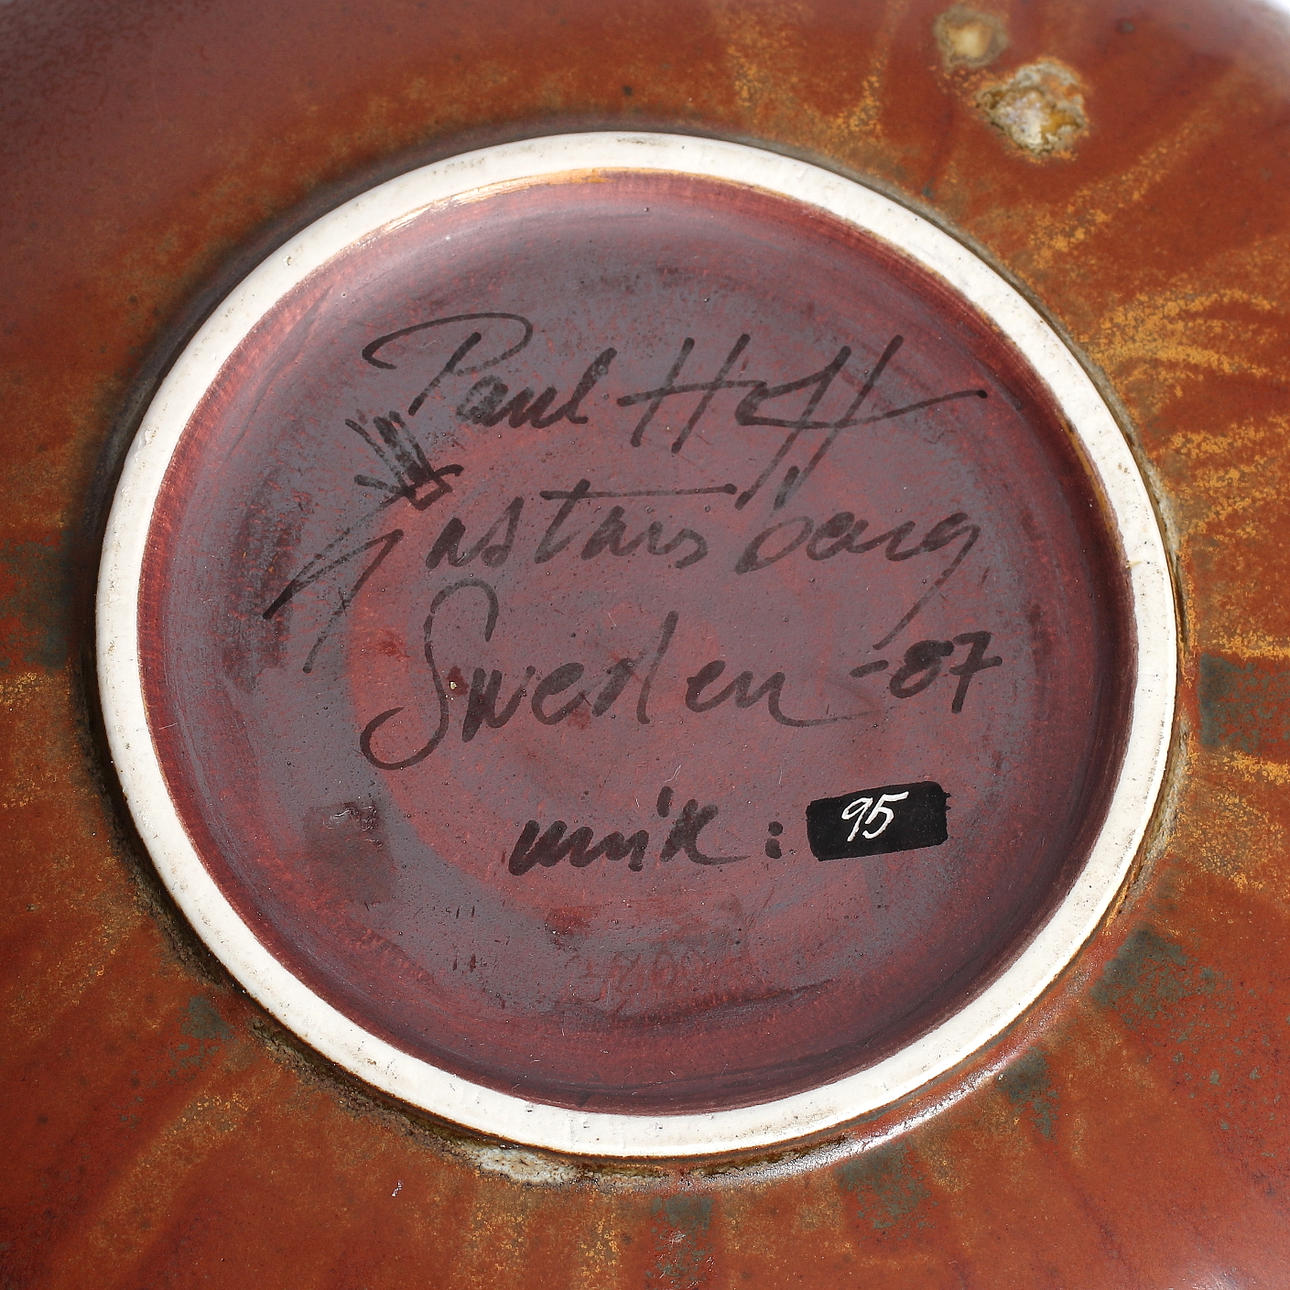 Paul Hoff
Gustavsberg
Sweden -87
unik: 95